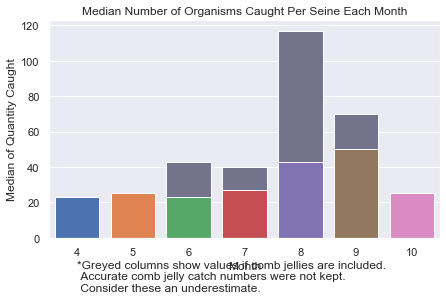 Median Number of Organisms Caught Per Seine Each Month
Median of Quantity Caught
120
100
80
60
40
20
0
4 5 6 7 8 9 10
Month
*Greyed columns show values if comb jellies are included.
Accurate comb jelly catch numbers were not kept.
Consider these an underestimate.